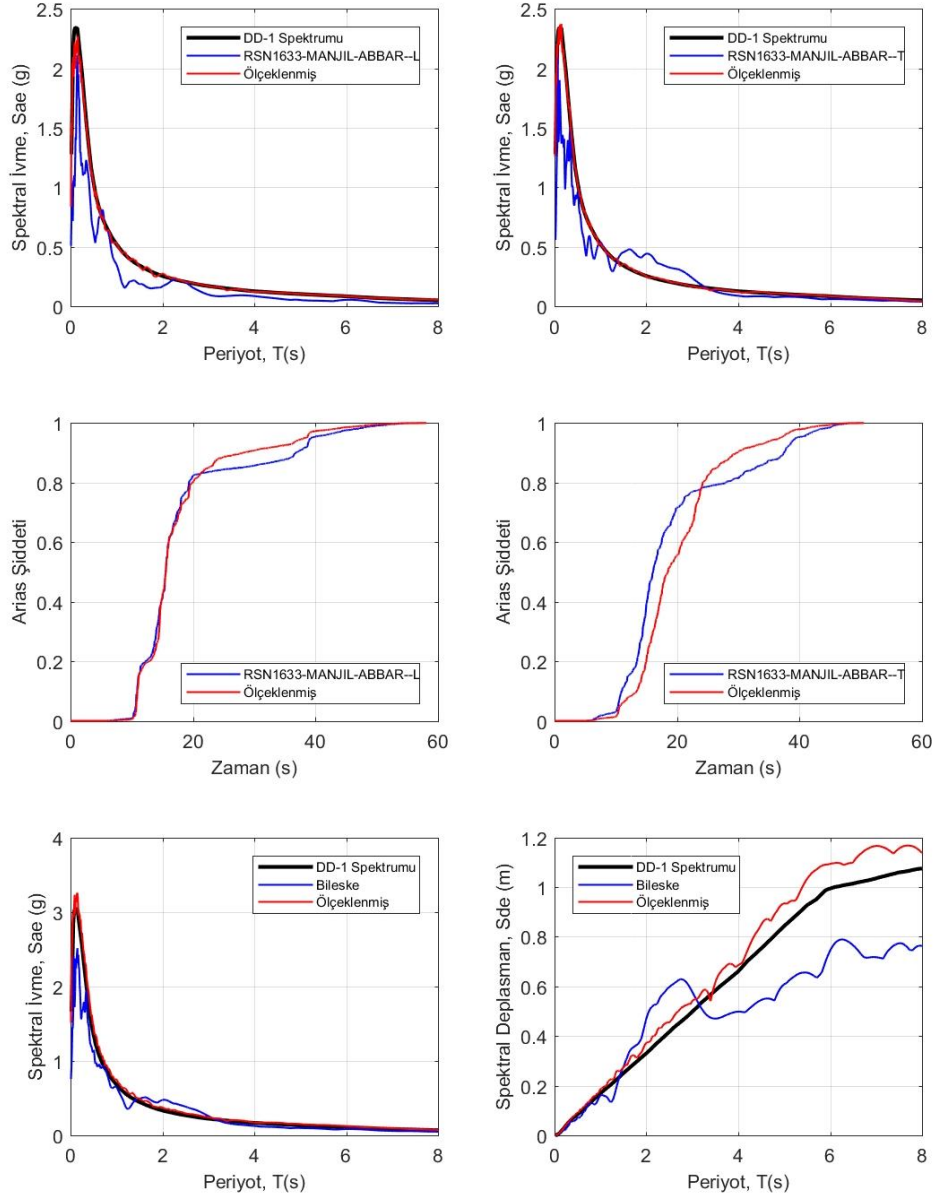 2.5
2
1.5
1
0.5
0
Spektral İvme, Sae (g)
DD-1 Spektrumu
RSN1633-MANJIL-ABBAR--L
Ölçeklenmiş
0 2 4 6 8
Periyot, T(s)
2.5
2
1.5
1
0.5
0
Spektral İvme, Sae (g)
DD-1 Spektrumu
RSN1633-MANJIL-ABBAR--T
Ölçeklenmiş
0 2 4 6 8
Periyot, T(s)
1
0.8
0.6
0.4
0.2
0
Arias Şiddeti
RSN1633-MANJIL-ABBAR--L
Ölçeklenmiş
0 20 40 60
Zaman (s)
1
0.8
0.6
0.4
0.2
0
Arias Şiddeti
RSN1633-MANJIL-ABBAR--T
Ölçeklenmiş
0 20 40 60
Zaman (s)
4
3
2
1
0
Spektral İvme, Sae (g)
DD-1 Spektrumu
Bileske
Ölçeklenmiş
0 2 4 6 8
Periyot, T(s)
1.2
1
0.8
0.6
0.4
0.2
0
Spektral Deplasman, Sde (m)
DD-1 Spektrumu
Bileske
Ölçeklenmiş
0 2 4 6 8
Periyot, T(s)